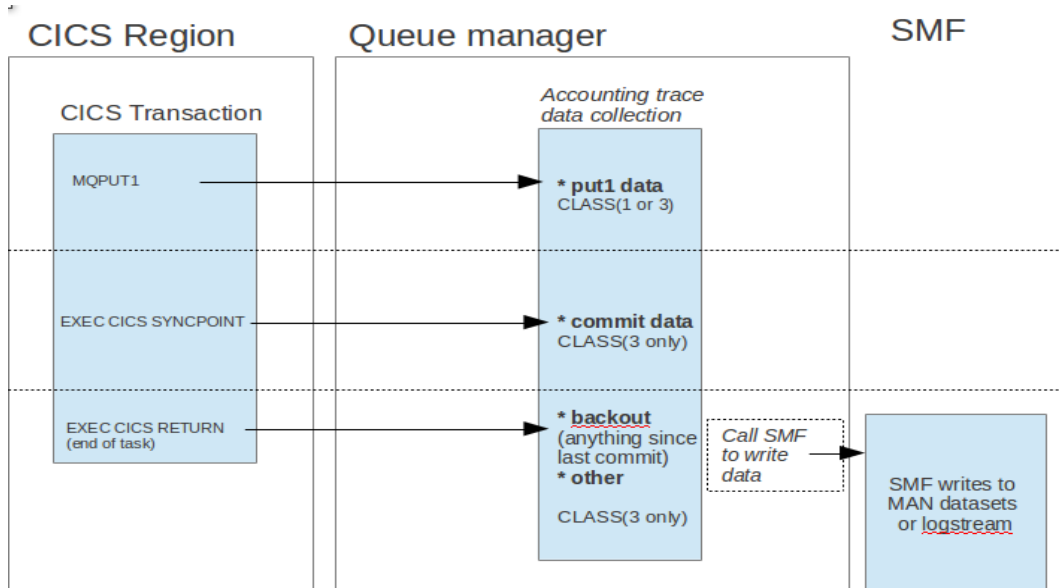 CICS Region
Queue manager
SMF
CICS Transaction
Accounting trace
data collection
MQPUT1
* put1 data
CLASS(1 or 3)
EXEC CICS SYNCPOINT
* commit data
CLASS(3 only)
EXEC CICS RETURN
(end of task)
* backout
(anything since
last commit)
* other
CLASS(3 only)
Call SMF
to write
data
SMF writes to
MAN datasets
or logstream